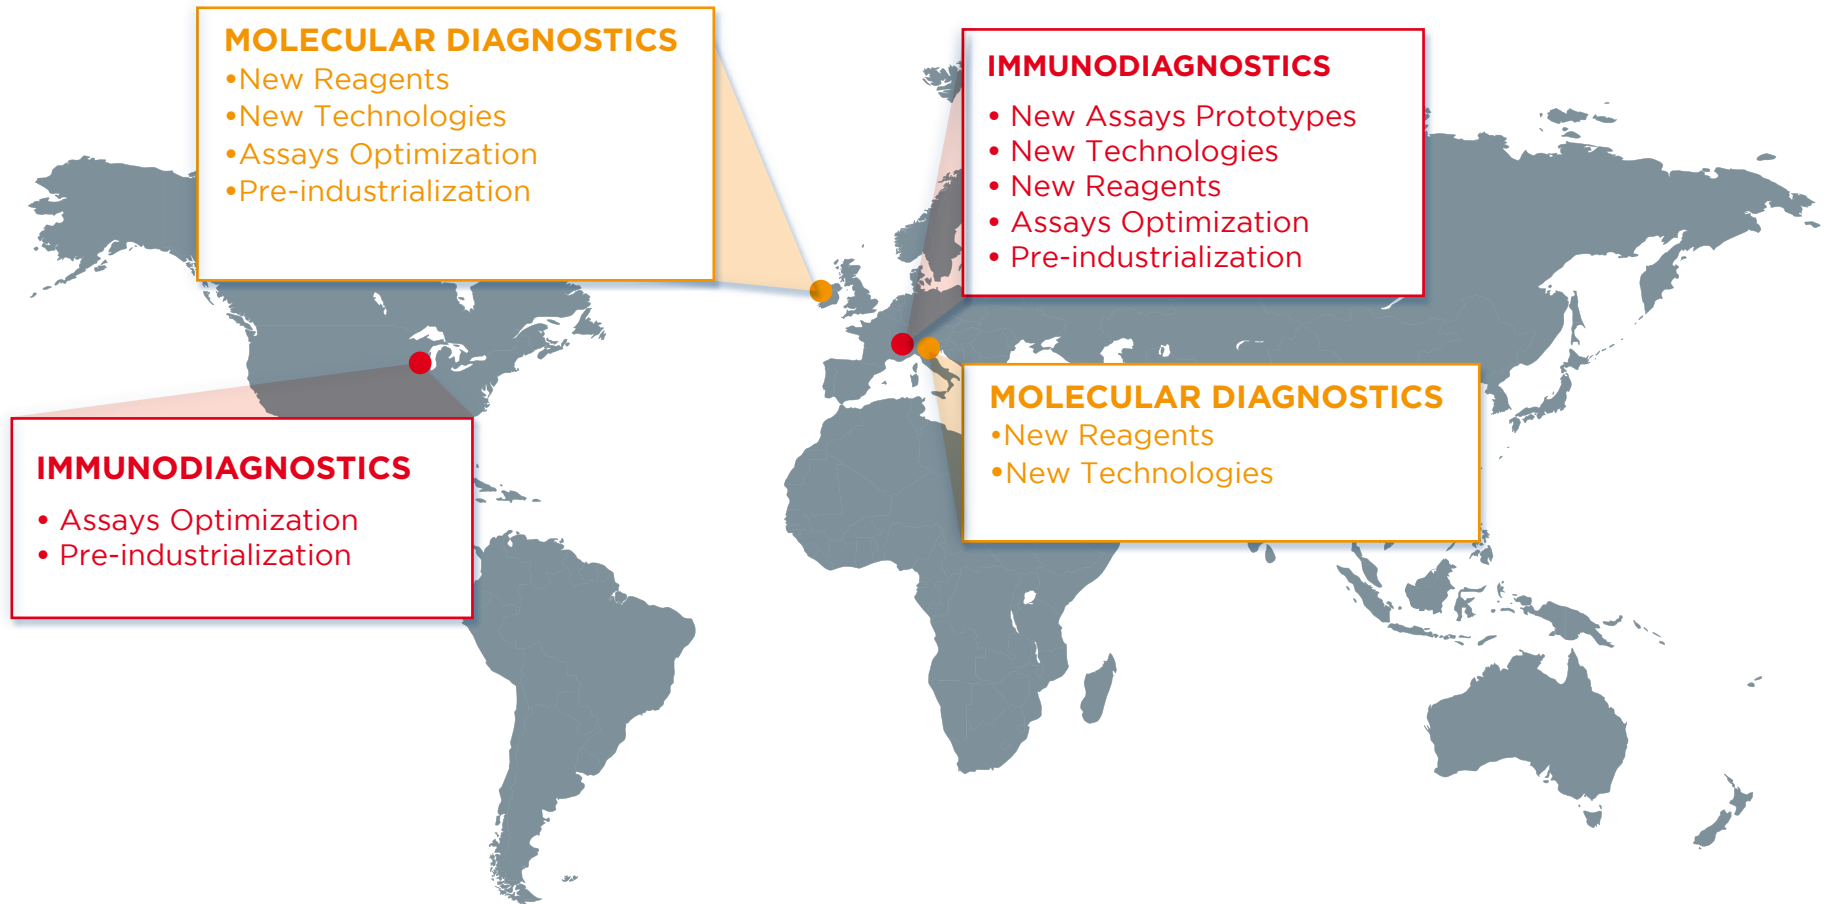 MOLECULAR DIAGNOSTICS
•New Reagents
•New Technologies
•Assays Optimization
•Pre-industrialization
IMMUNODIAGNOSTICS
• New Assays Prototypes
• New Technologies
• New Reagents
• Assays Optimization
• Pre-industrialization
MOLECULAR DIAGNOSTICS
•New Reagents
•New Technologies
IMMUNODIAGNOSTICS
• Assays Optimization
• Pre-industrialization